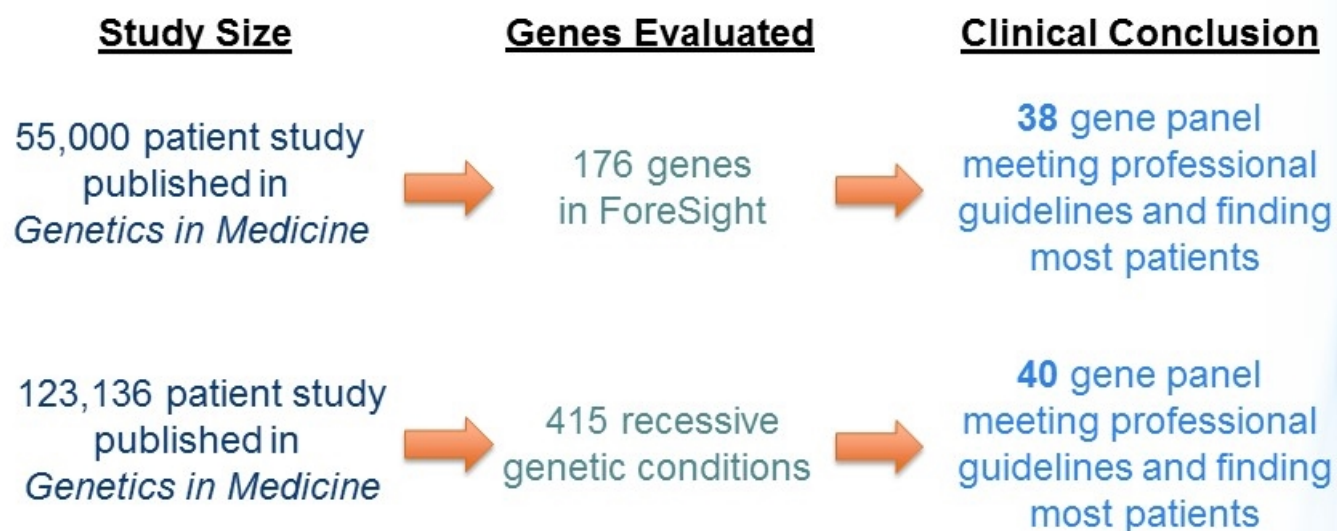 Study Size
Genes Evaluated
Clinical Conclusion
55,000 patient study
published in
Genetics in Medicine
176 genes
in ForeSight
38 gene panel
meeting professional
guidelines and finding
most patients
123,136 patient study
published in
Genetics in Medicine
415 recessive
genetic conditions
40 gene panel
meeting professional
guidelines and finding
most patients